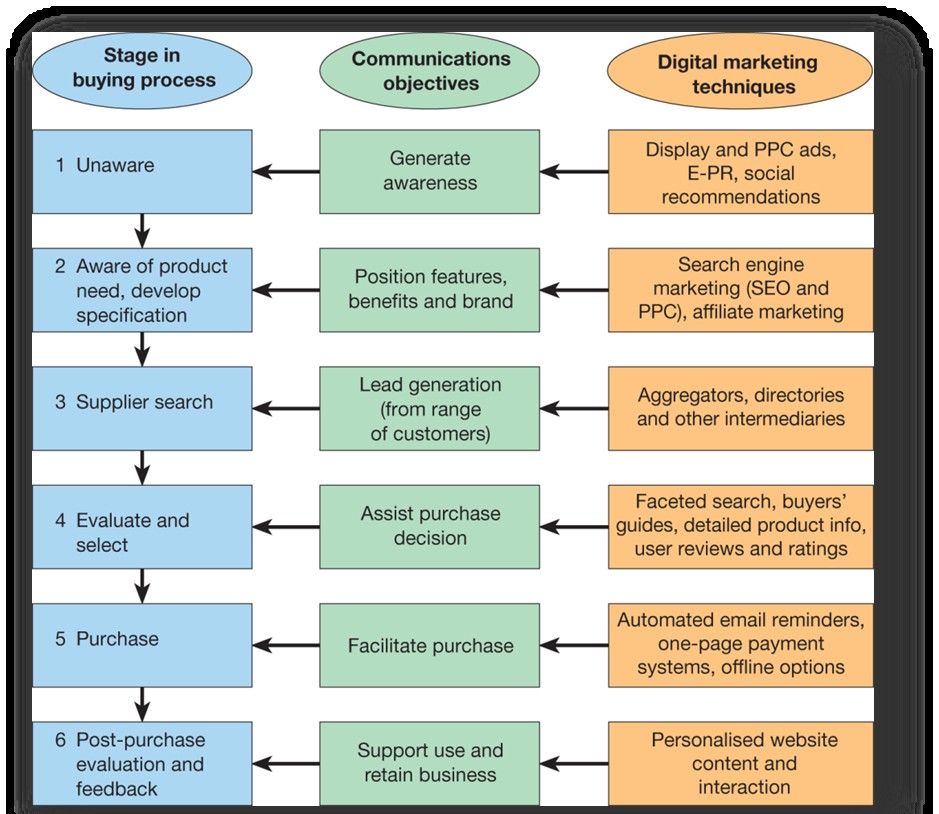 Stage in
buying process
Communications
objectives
Digital marketing
techniques
1 Unaware
Generate
awareness
Display and PPC ads,
E-PR, social
recommendations
2 Aware of product
need, develop
specification
Position features,
benefits and brand
Search engine
marketing (SEO and
PPC), affiliate marketing
3 Supplier search
Lead generation
(from range
of customers)
Aggregators, directories
and other intermediaries
4 Evaluate and
select
Assist purchase
decision
Faceted search, buyers’
guides, detailed product info,
user reviews and ratings
5 Purchase
Facilitate purchase
Automated email reminders,
one-page payment
systems, offline options
6 Post-purchase
evaluation and
feedback
Support use and
retain business
Personalised website
content and
interaction